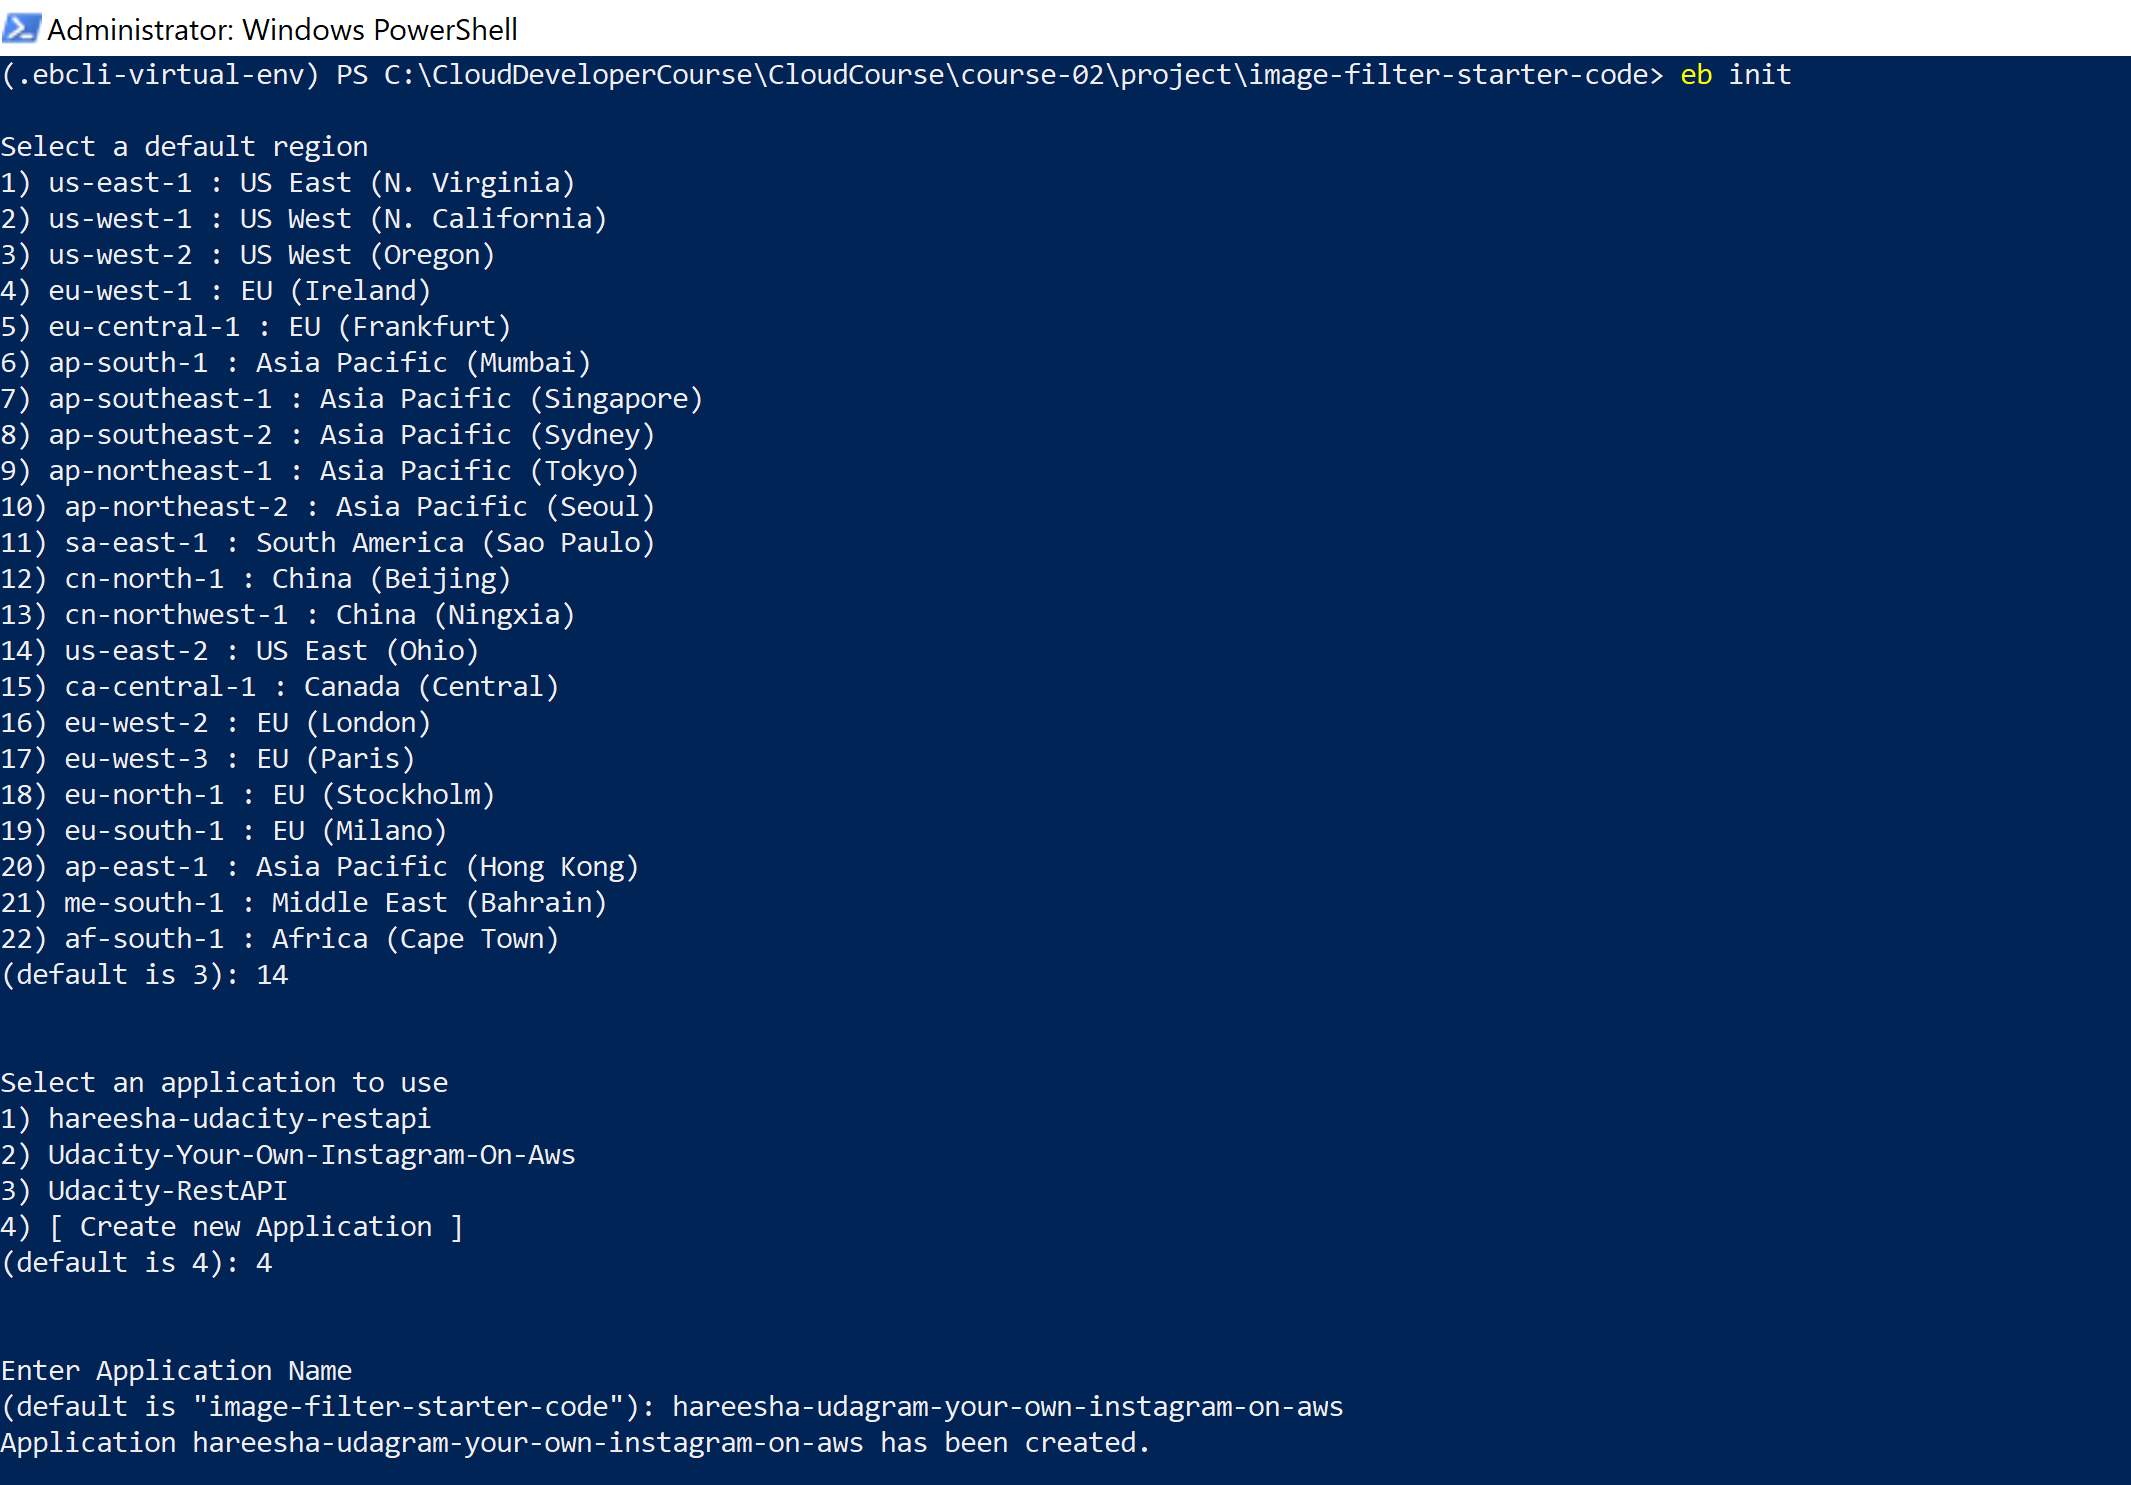 Administrator: Windows PowerShell
(.ebcli-virtual-env) PS C:\CloudDeveloperCourse\CloudCourse\course-02\project\image-filter-starter-code> eb init
Select a default region
1) us-east-1 : US East (N. Virginia)
2) us-west-1 : US West (N. California)
3) us-west-2 : US West (Oregon)
4) eu-west-1 : EU (Ireland)
5) eu-central-1 : EU (Frankfurt)
6) ap-south-1 : Asia Pacific (Mumbai)
7) ap-southeast-1 : Asia Pacific (Singapore)
8) ap-southeast-2 : Asia Pacific (Sydney)
9) ap-northeast-1 : Asia Pacific (Tokyo)
10) ap-northeast-2 : Asia Pacific (Seoul)
11) sa-east-1 : South America (Sao Paulo)
12) cn-north-1 : China (Beijing)
13) cn-northwest-1 : China (Ningxia)
14) us-east-2 : US East (Ohio)
15) ca-central-1 : Canada (Central)
16) eu-west-2 : EU (London)
17) eu-west-3 : EU (Paris)
18) eu-north-1 : EU (Stockholm)
19) eu-south-1 : EU (Milano)
20) ap-east-1 : Asia Pacific (Hong Kong)
21) me-south-1 : Middle East (Bahrain)
22) af-south-1 : Africa (Cape Town)
(default is 3): 14
Select an application to use
1) hareesha-udacity-restapi
2) Udacity-Your-Own-Instagram-On-Aws
3) Udacity-RestAPI
4) [ Create new Application ]
(default is 4): 4
Enter Application Name
(default is "image-filter-starter-code"): hareesha-udagram-your-own-instagram-on-aws
Application hareesha-udagram-your-own-instagram-on-aws has been created.